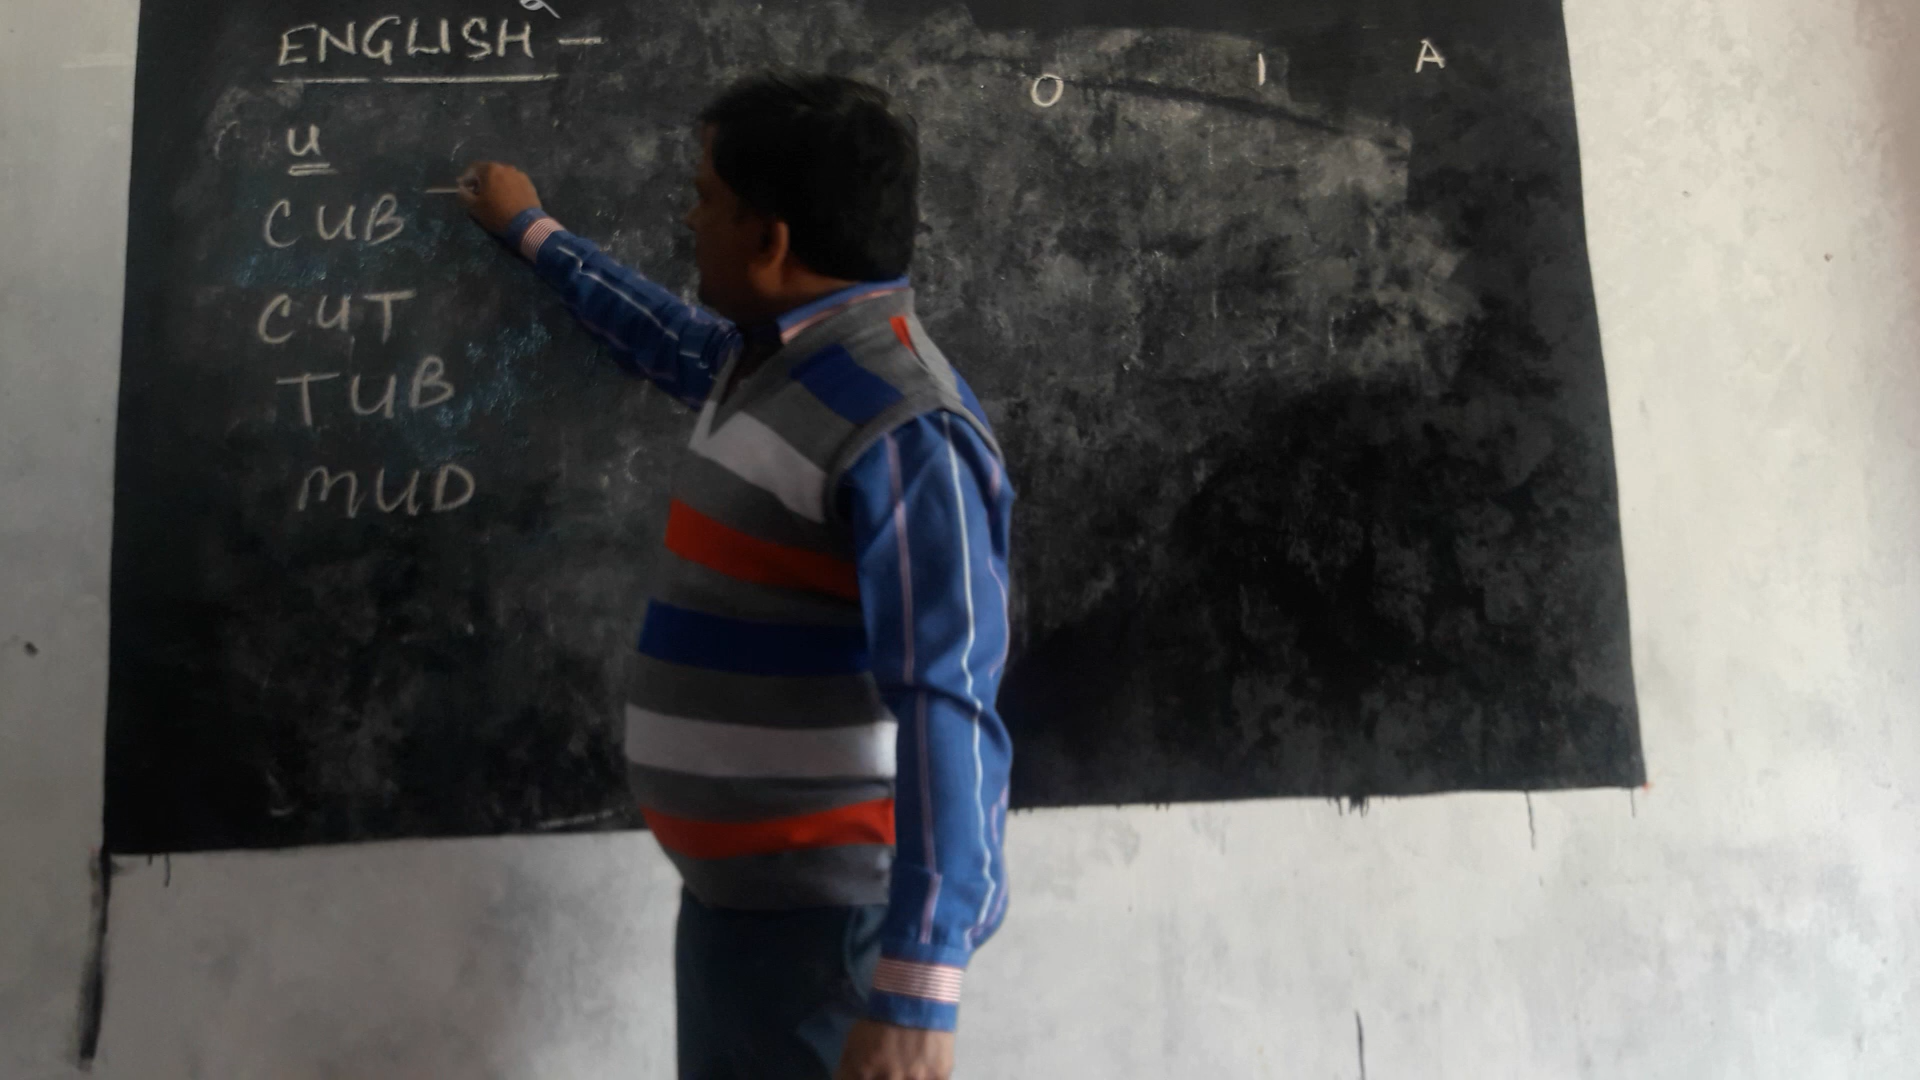 ENGLISH -
O I A
u
CUB -
CUT
TUB
MUD